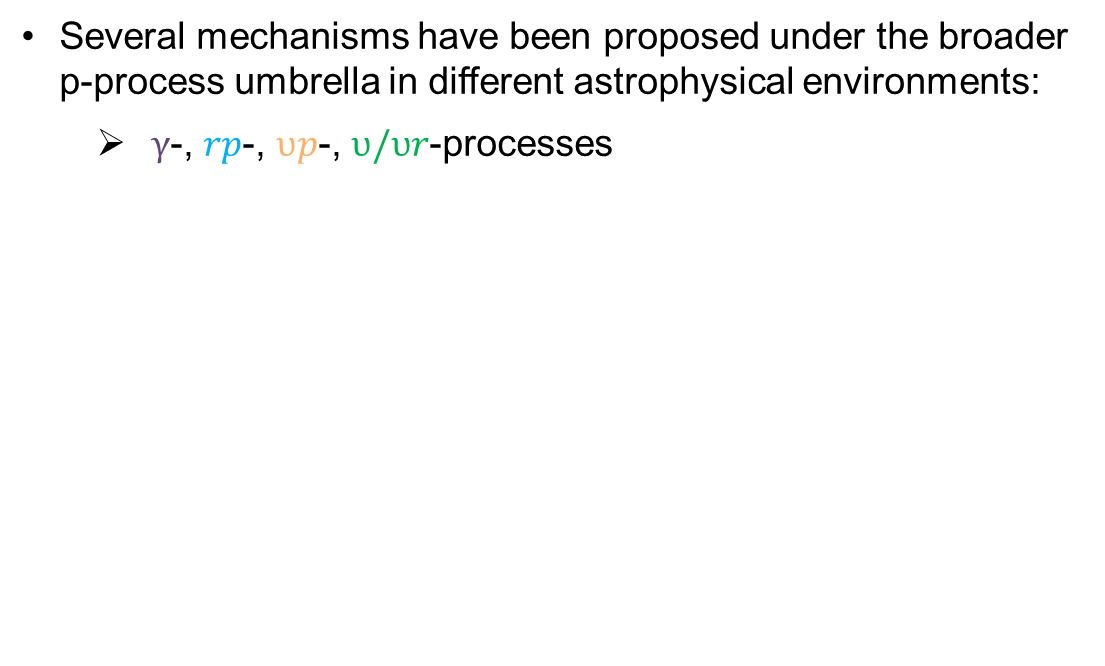 • Several mechanisms have been proposed under the broader
p-process umbrella in different astrophysical environments:
➢ γ-, rp-, υp-, υ/υr-processes